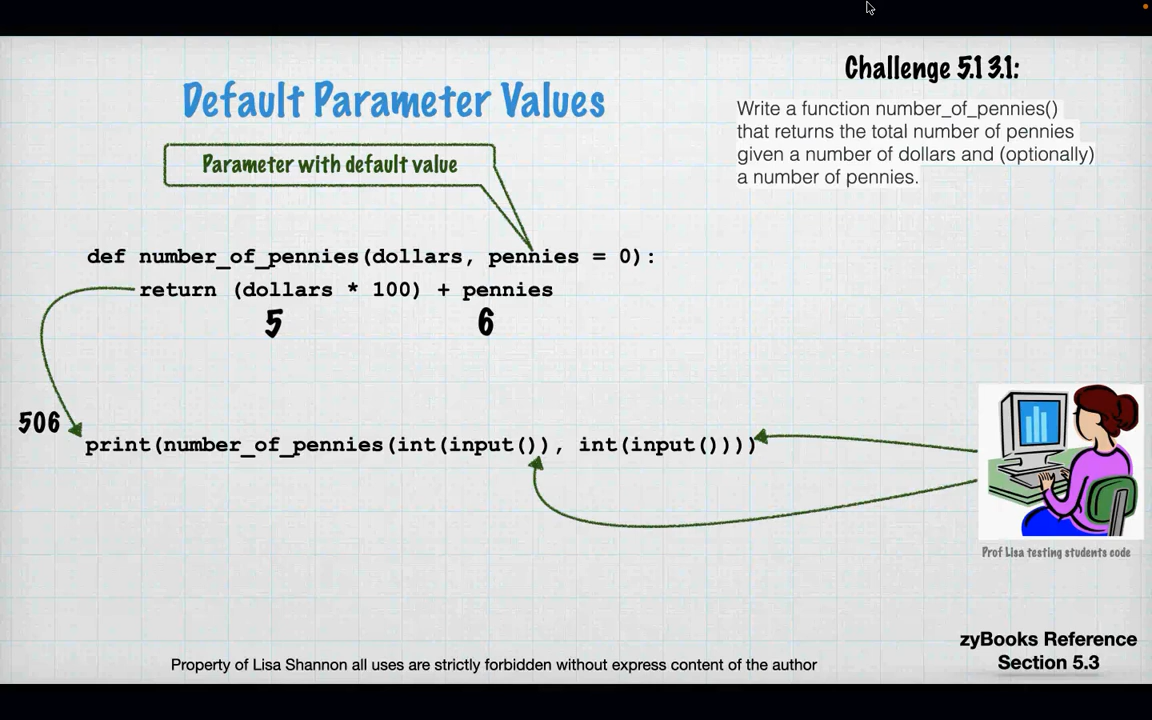 Challenge 5.13.1:
Default Parameter Values
Write a function number_of_pennies()
that returns the total number of pennies
given a number of dollars and (optionally)
a number of pennies.
Parameter with default value
def number_of_pennies(dollars, pennies = 0):
return (dollars * 100) + pennies
5 6
506
print(number_of_pennies(int(input()), int(input())))
Prof Lisa testing students code
zyBooks Reference
Section 5.3
Property of Lisa Shannon all uses are strictly forbidden without express content of the author